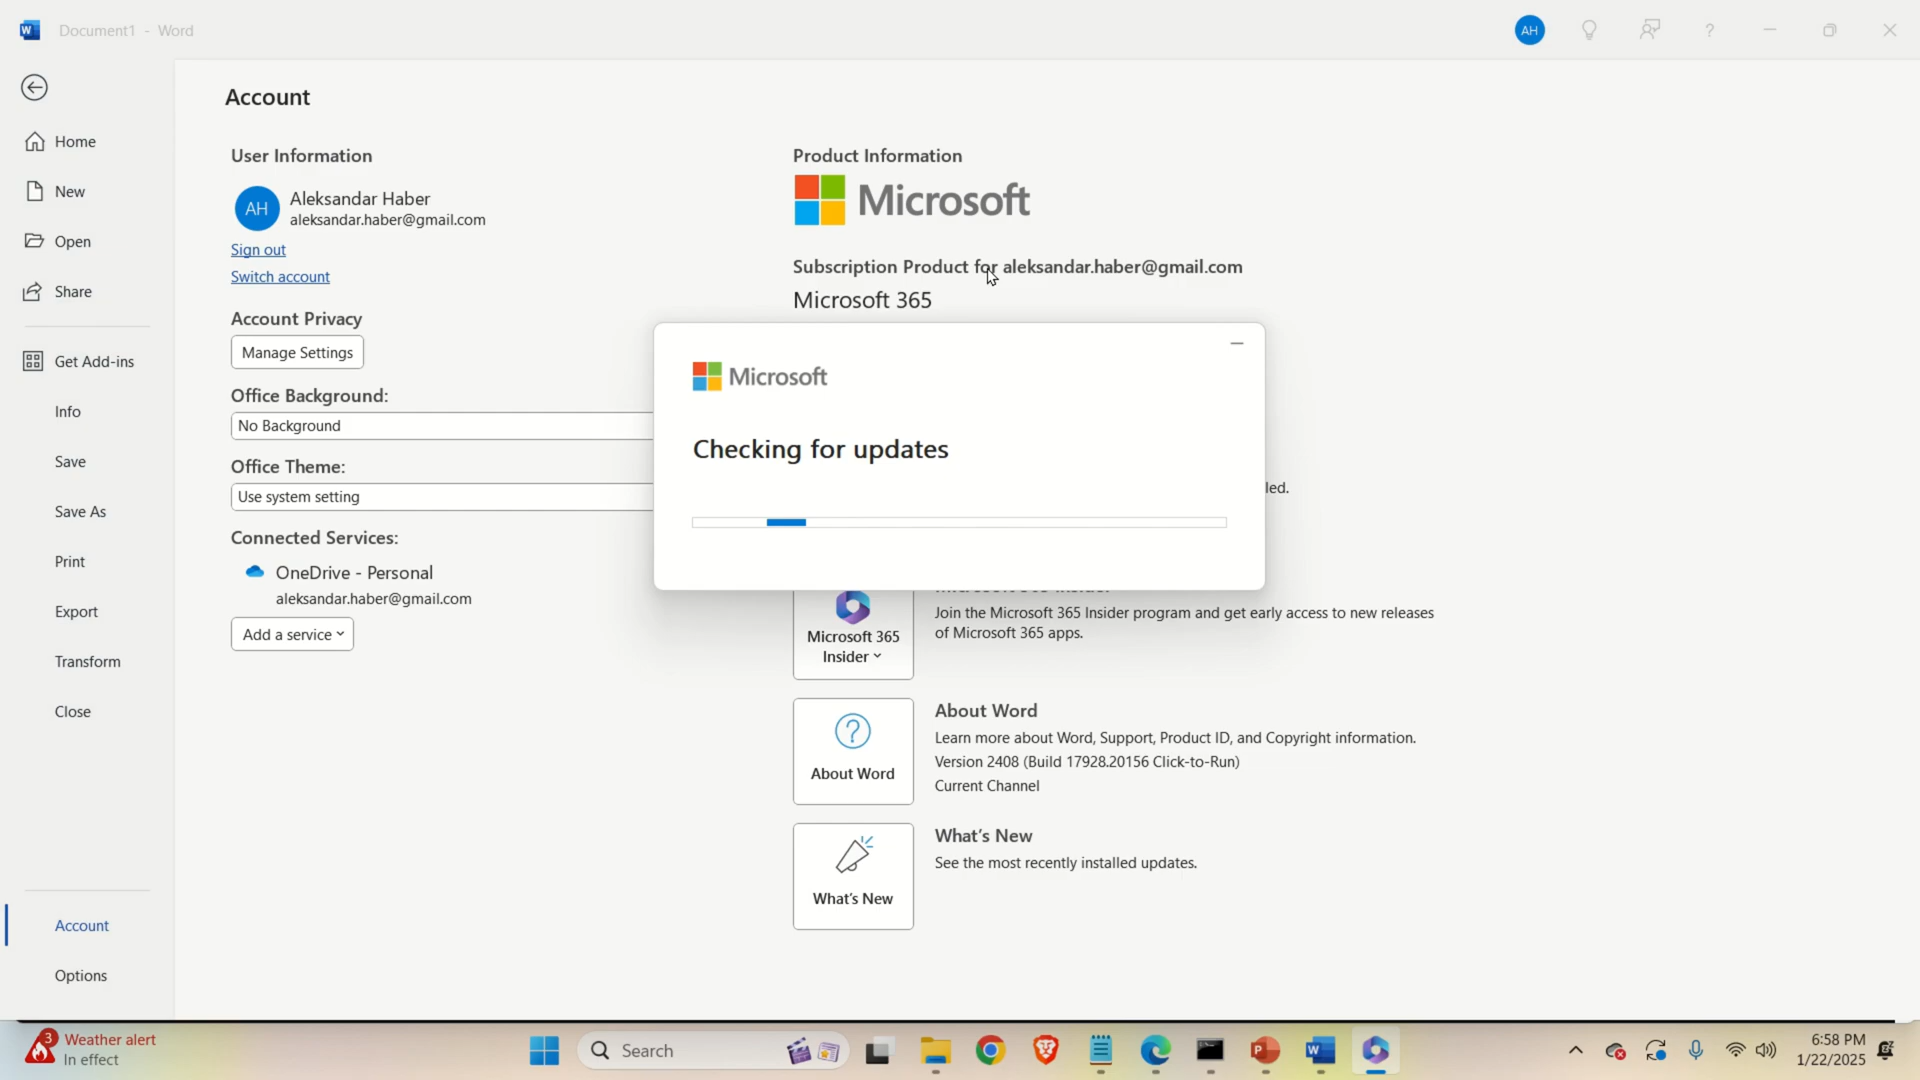 Document1 - Word
AH
Account
Home
New
Open
Share
Get Add-ins
Info
Save
Save As
Print
Export
Transform
Close
Account
Options
User Information
AH
Aleksandar Haber
aleksandar.haber@gmail.com
Sign out
Switch account
Account Privacy
Manage Settings
Office Background:
No Background
Office Theme:
Use system setting
Connected Services:
OneDrive - Personal
aleksandar.haber@gmail.com
Add a service
Product Information
Microsoft
Subscription Product for aleksandar.haber@gmail.com
Microsoft 365
Microsoft
Checking for updates
led.
Microsoft 365
Insider
Join the Microsoft 365 Insider program and get early access to new releases
of Microsoft 365 apps.
About Word
About Word
Learn more about Word, Support, Product ID, and Copyright information.
Version 2408 (Build 17928.20156 Click-to-Run)
Current Channel
What's New
What's New
See the most recently installed updates.
3
Weather alert
In effect
Search
6:58 PM
1/22/2025